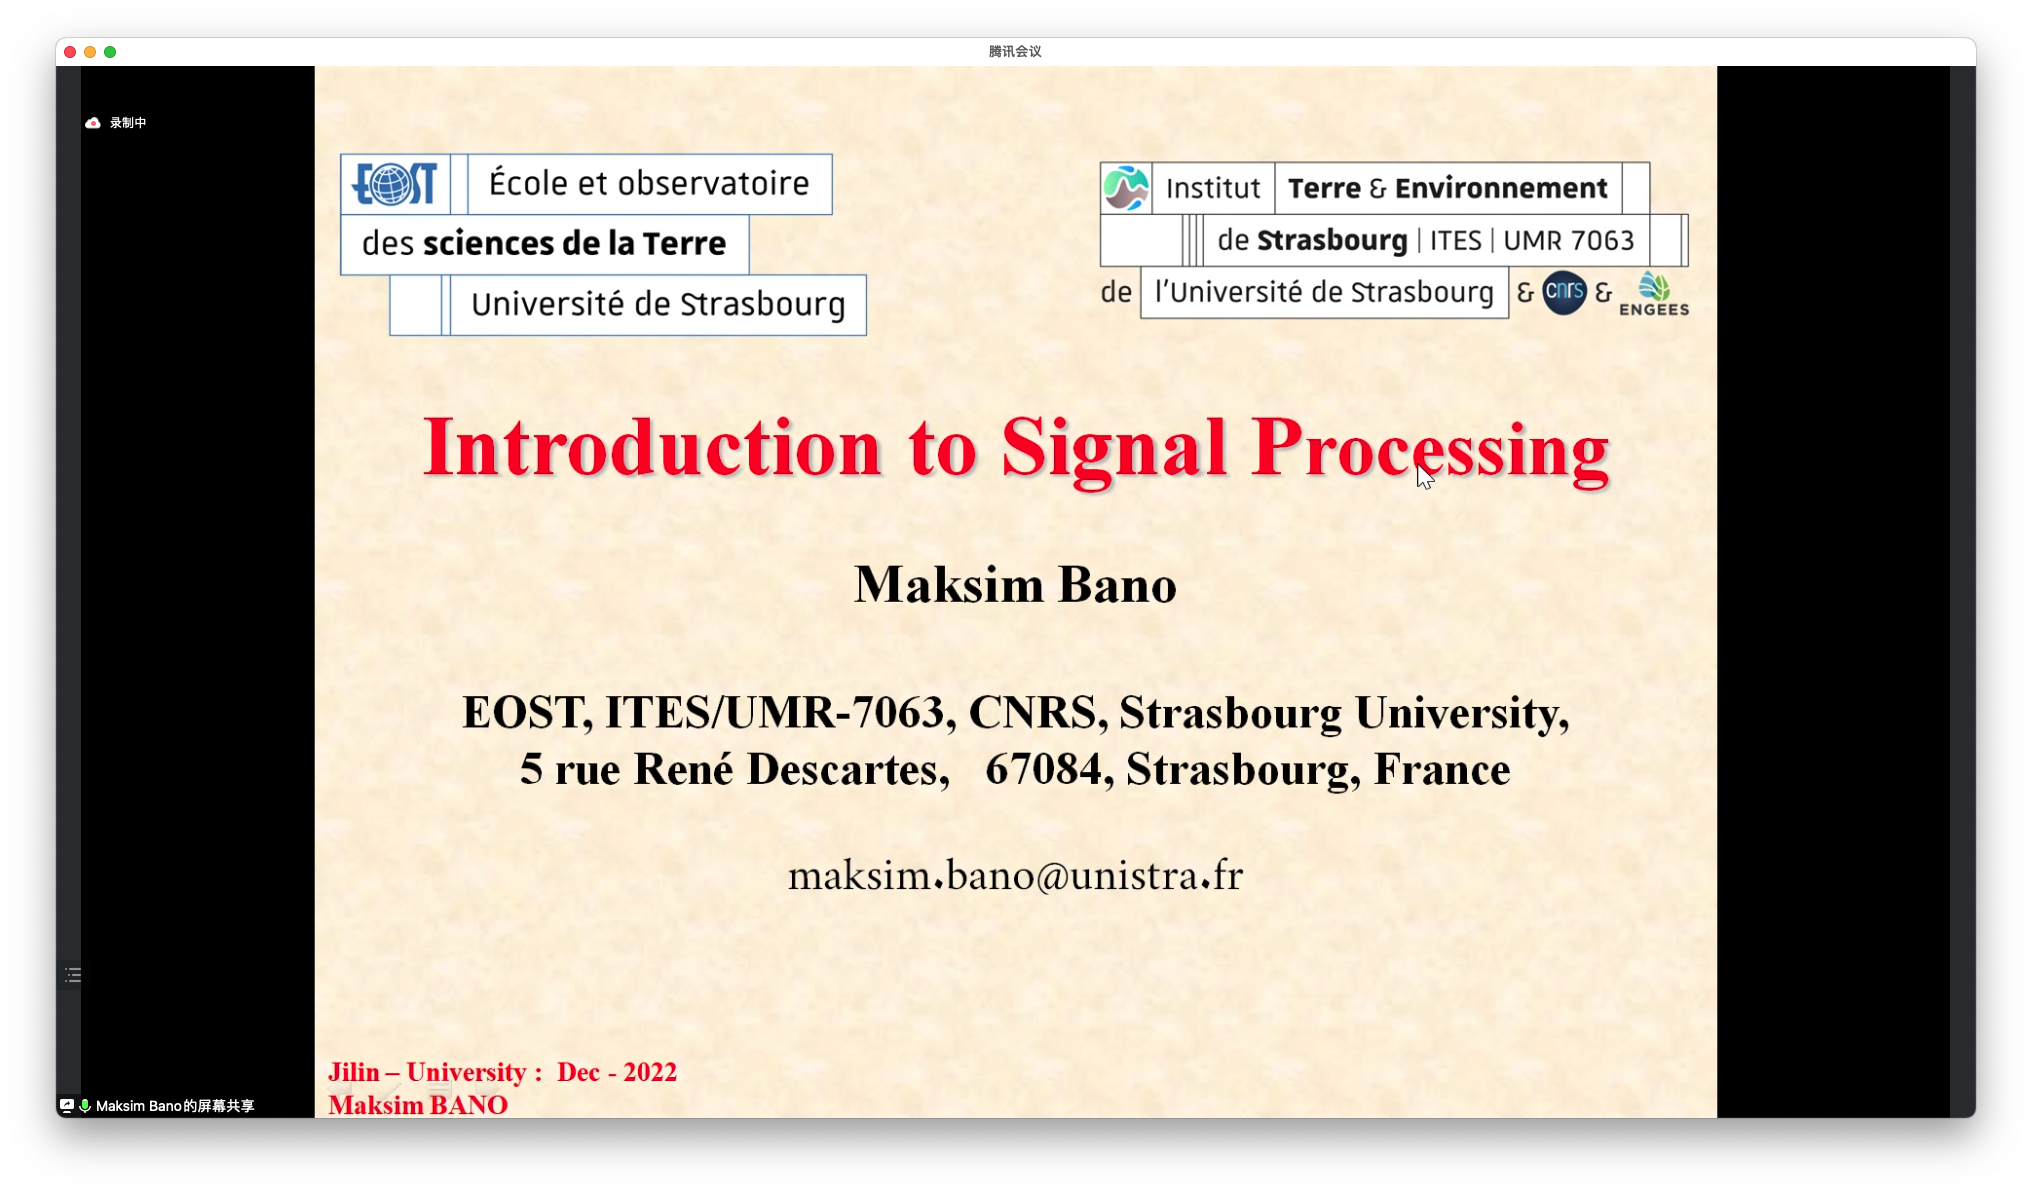 腾讯会议
录制中
EOST École et observatoire
des sciences de la Terre
Université de Strasbourg
Institut Terre & Environnement
de Strasbourg | ITES | UMR 7063
de l'Université de Strasbourg & cnrs & ENGEES
Introduction to Signal Processing
Maksim Bano
EOST, ITES/UMR-7063, CNRS, Strasbourg University,
5 rue René Descartes, 67084, Strasbourg, France
maksim.bano@unistra.fr
Jilin – University : Dec - 2022
Maksim BANO
Maksim Bano的屏幕共享